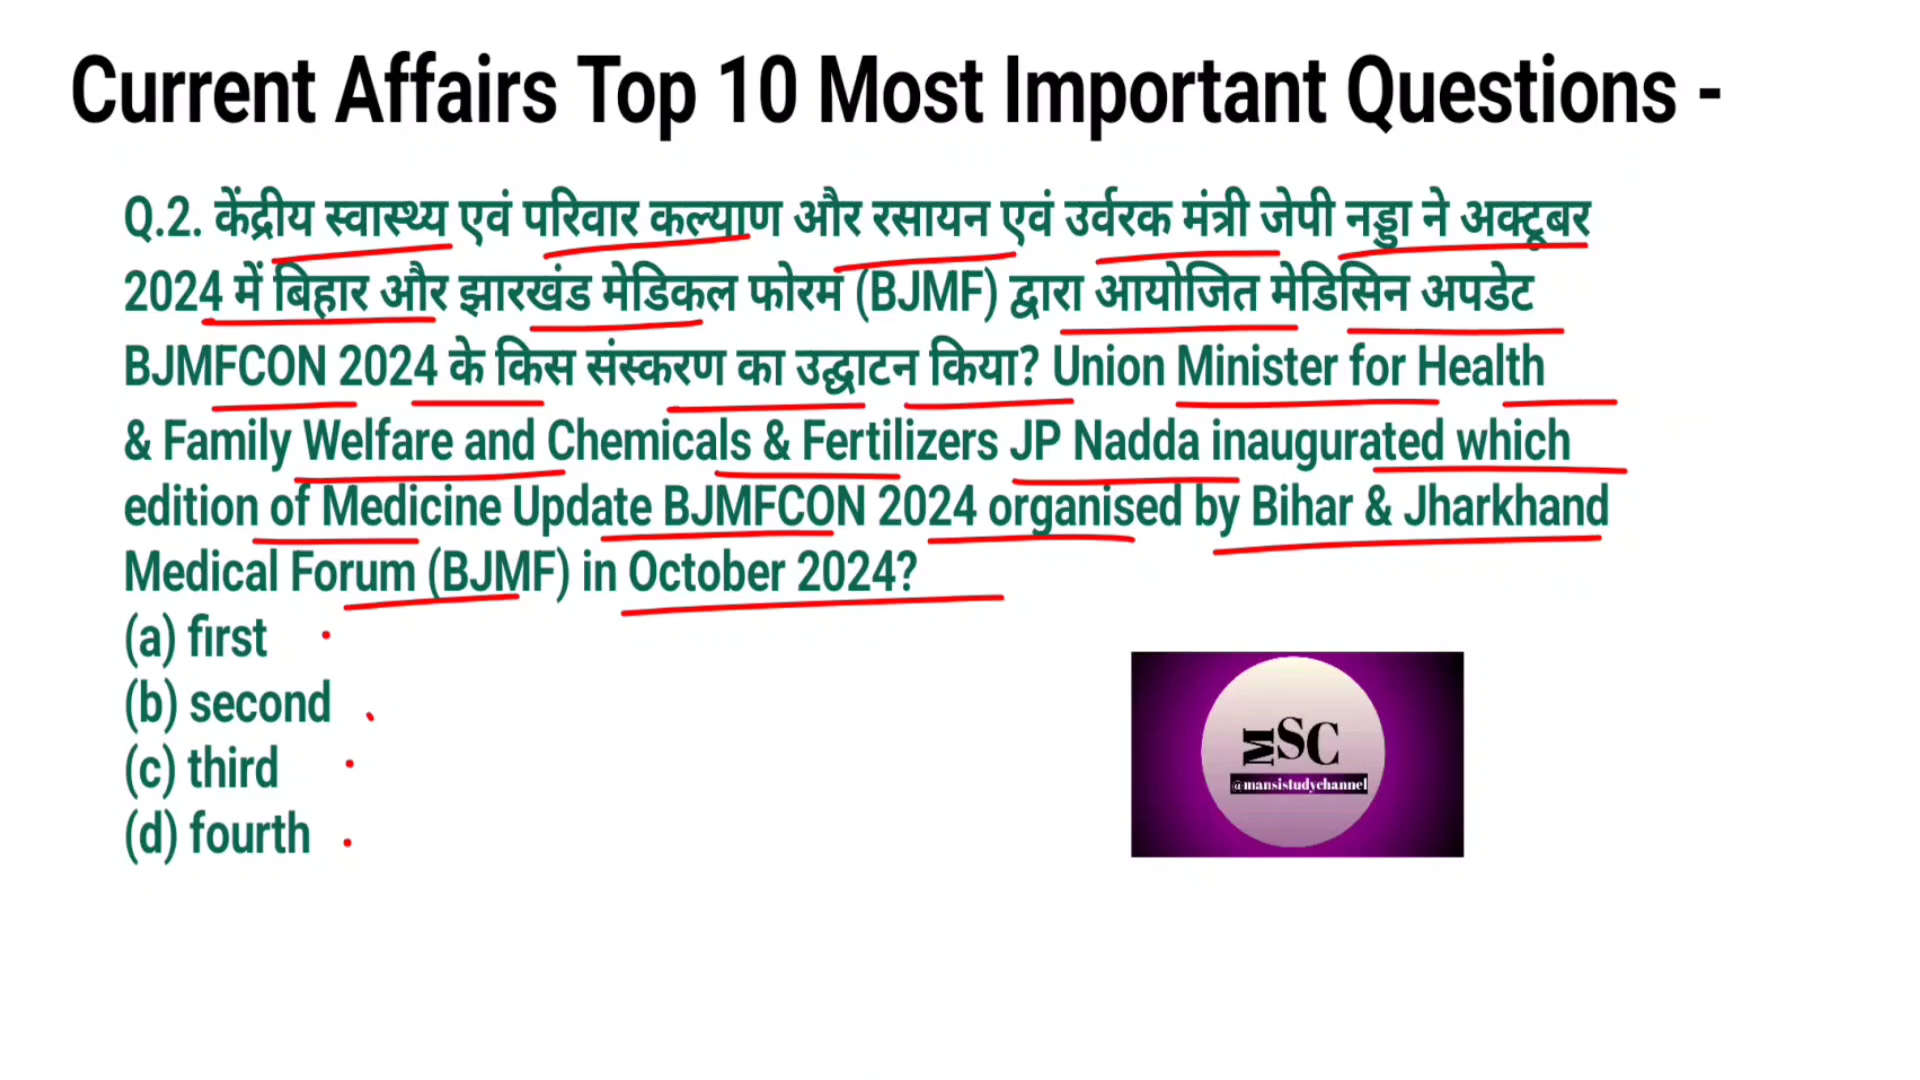 Current Affairs Top 10 Most Important Questions -
Q.2. केंद्रीय स्वास्थ्य एवं परिवार कल्याण और रसायन एवं उर्वरक मंत्री जेपी नड्डा ने अक्टूबर
2024 में बिहार और झारखंड मेडिकल फोरम (BJMF) द्वारा आयोजित मेडिसिन अपडेट
BJMFCON 2024 के किस संस्करण का उद्घाटन किया? Union Minister for Health
& Family Welfare and Chemicals & Fertilizers JP Nadda inaugurated which
edition of Medicine Update BJMFCON 2024 organised by Bihar & Jharkhand
Medical Forum (BJMF) in October 2024?
(a) first
(b) second
(c) third
(d) fourth
MSC
@mansistudychannel